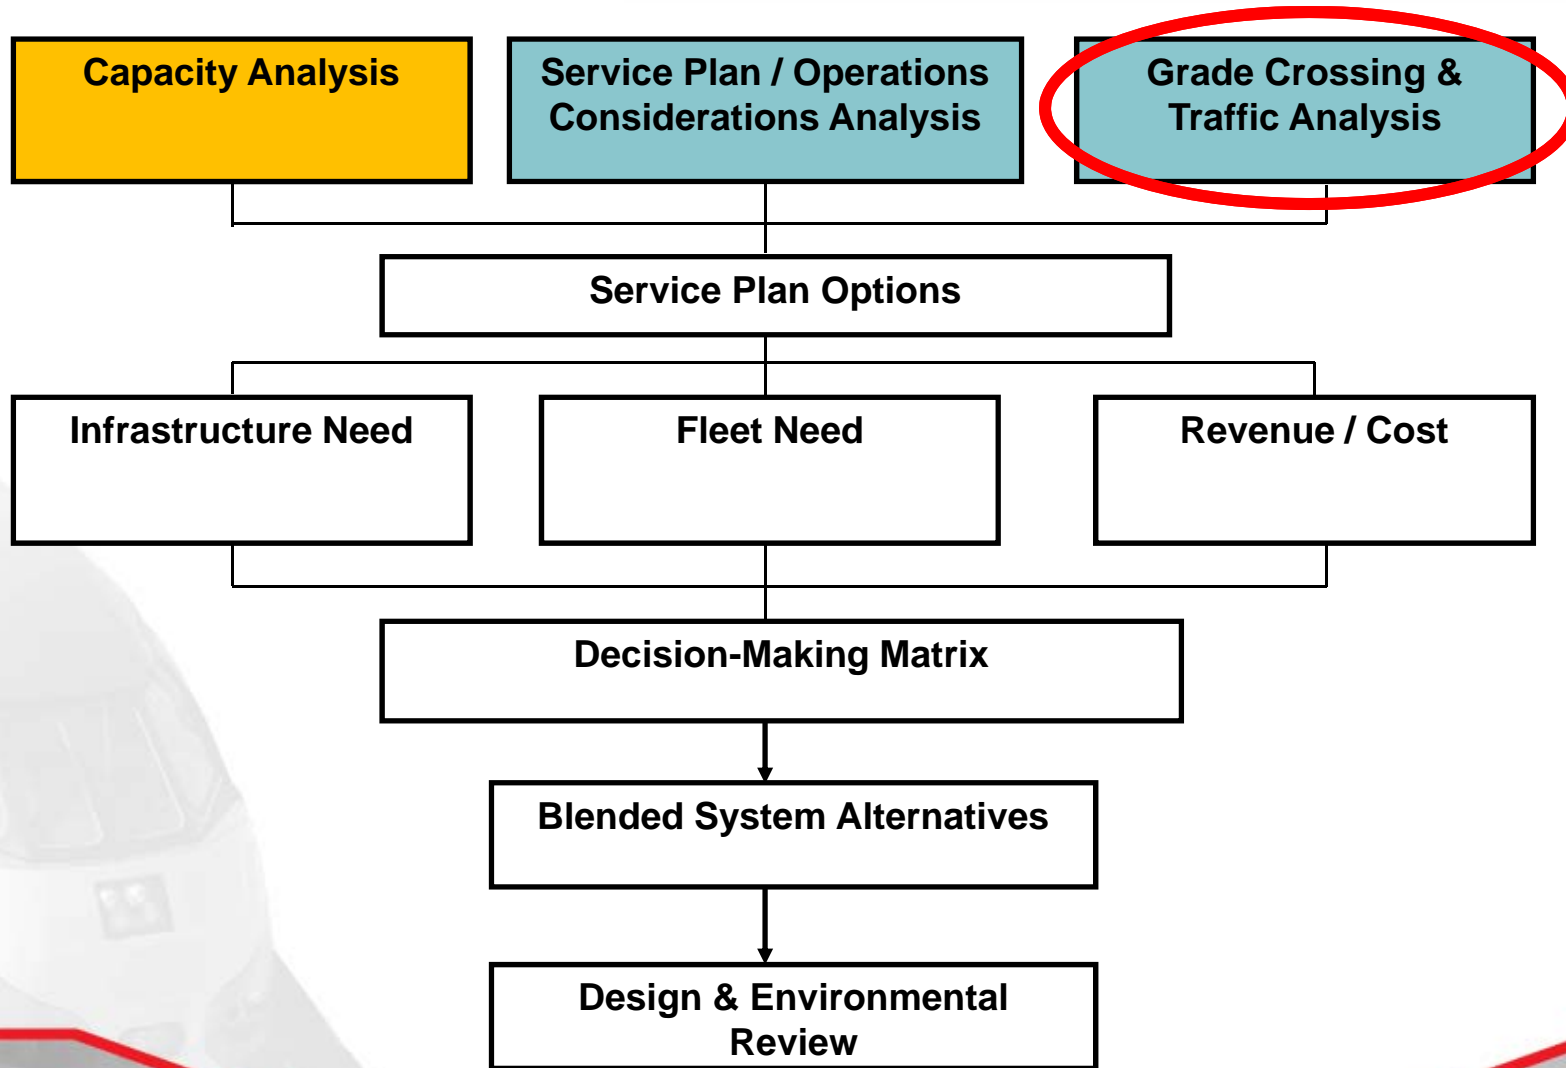 Capacity Analysis
Service Plan / Operations
Considerations Analysis
Grade Crossing &
Traffic Analysis
Service Plan Options
Infrastructure Need
Fleet Need
Revenue / Cost
Decision-Making Matrix
Blended System Alternatives
Design & Environmental
Review